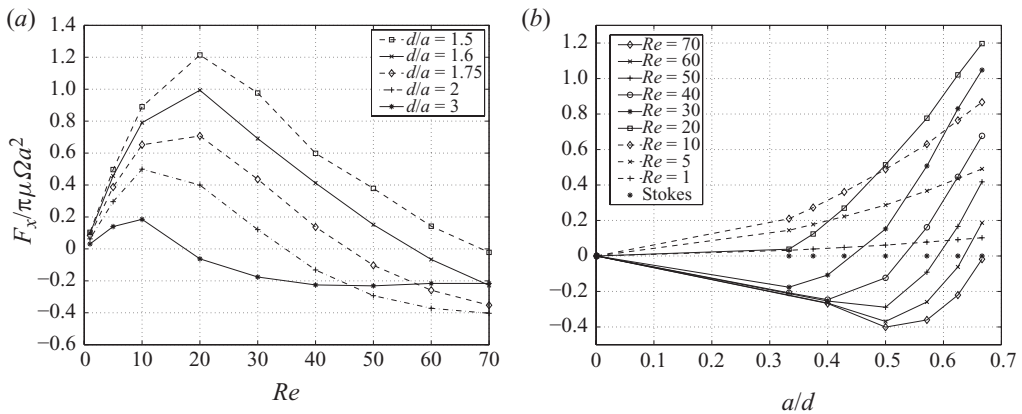 (a)
1.4
1.2
1.0
0.8
0.6
0.4
0.2
0
−0.2
−0.4
−0.6
F_x/πμΩa²
0 10 20 30 40 50 60 70
Re
d/a = 1.5
d/a = 1.6
d/a = 1.75
d/a = 2
d/a = 3
(b)
1.2
1.0
0.8
0.6
0.4
0.2
0
−0.2
−0.4
0 0.1 0.2 0.3 0.4 0.5 0.6 0.7
a/d
Re = 70
Re = 60
Re = 50
Re = 40
Re = 30
Re = 20
Re = 10
Re = 5
Re = 1
Stokes